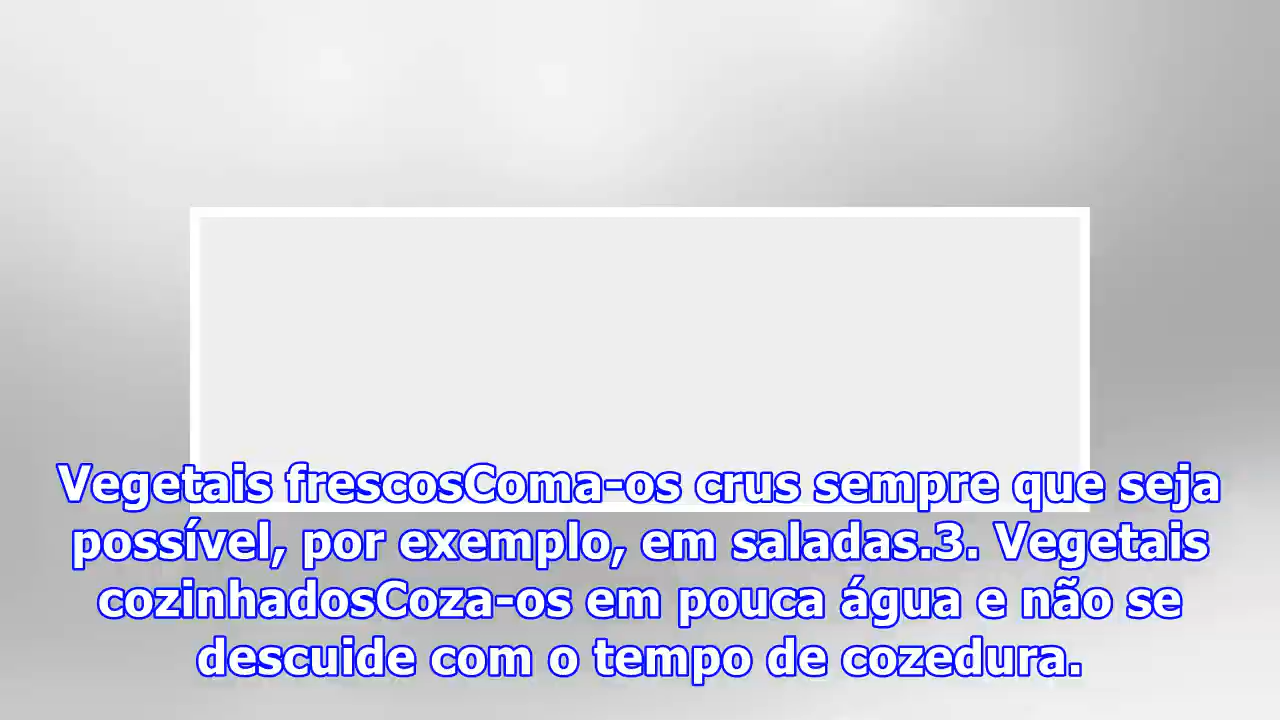 Vegetais frescosComa-os crus sempre que seja
possível, por exemplo, em saladas.3. Vegetais
cozinhadosCoza-os em pouca água e não se
descuide com o tempo de cozedura.